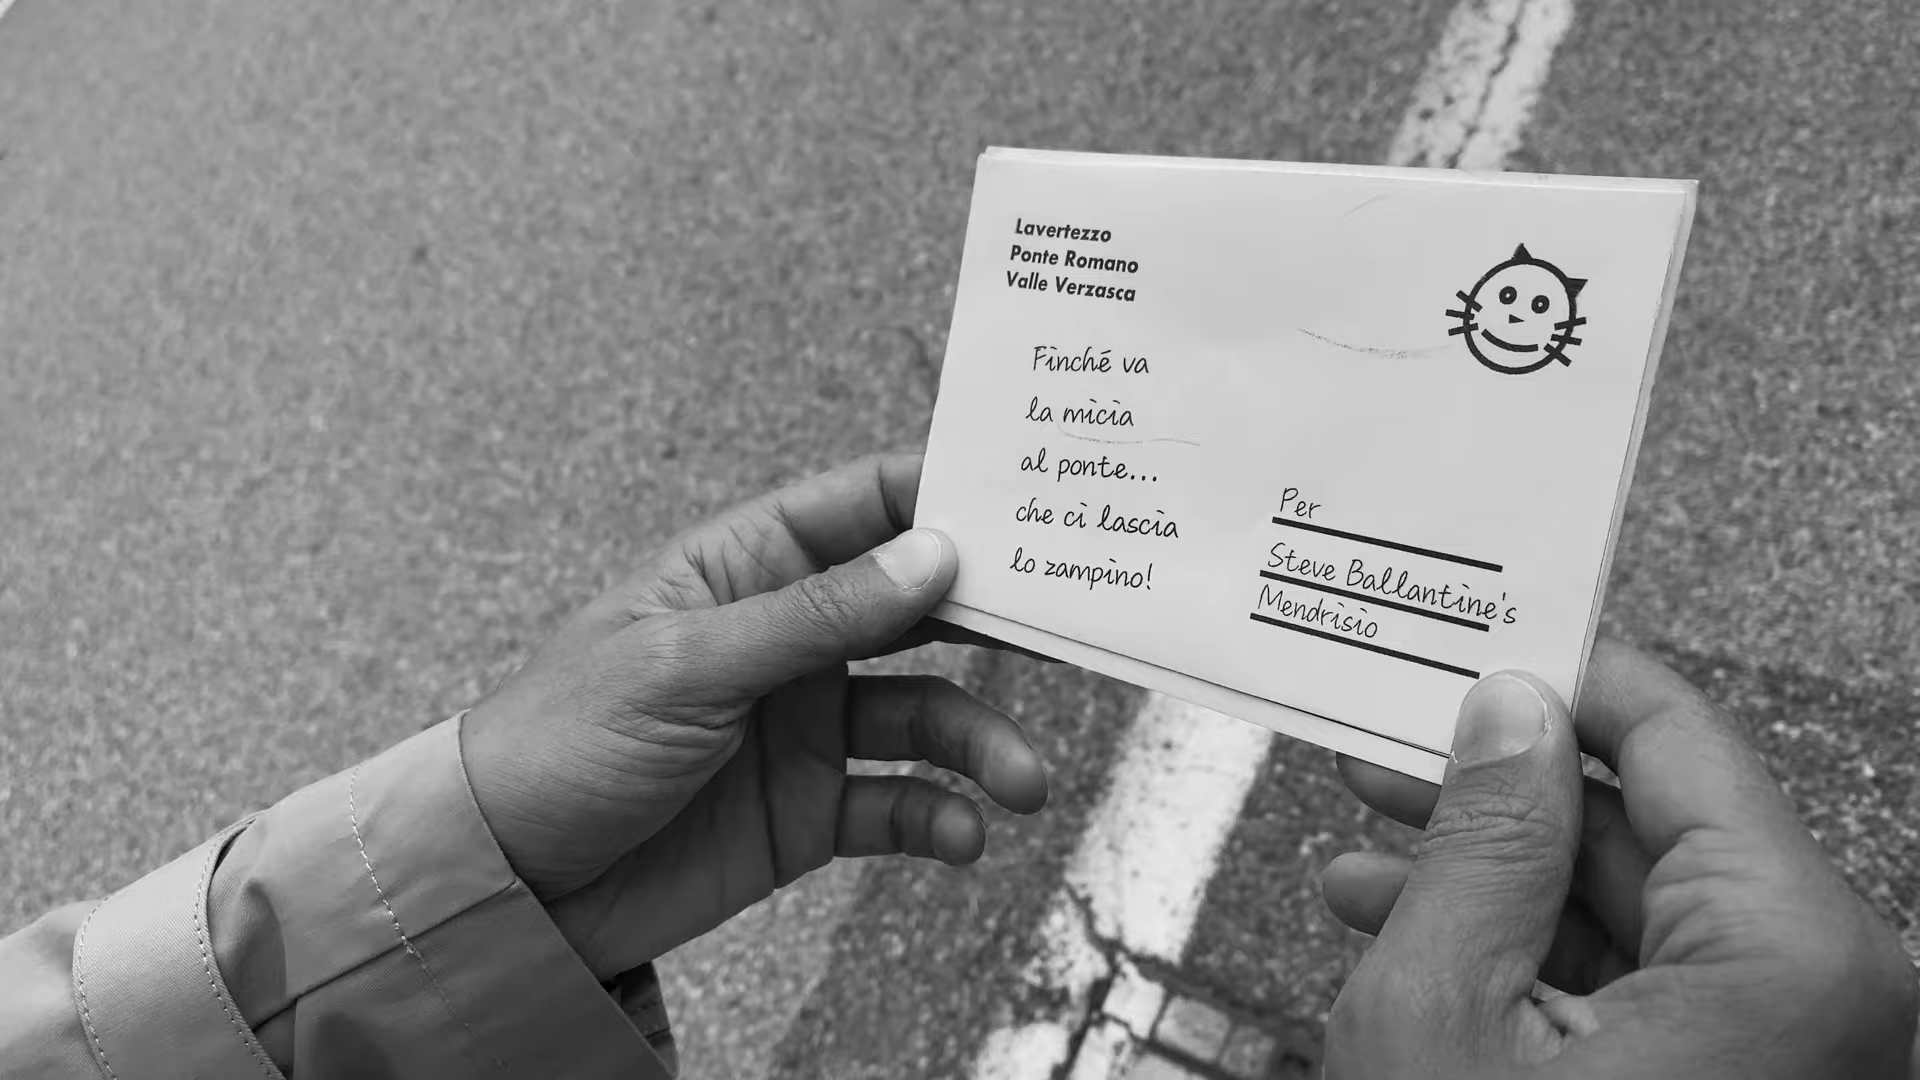 Lavertezzo
Ponte Romano
Valle Verzasca
Finché va
la micia
al ponte...
che ci lascia
lo zampino!
Per
Steve Ballantine's
Mendrisio